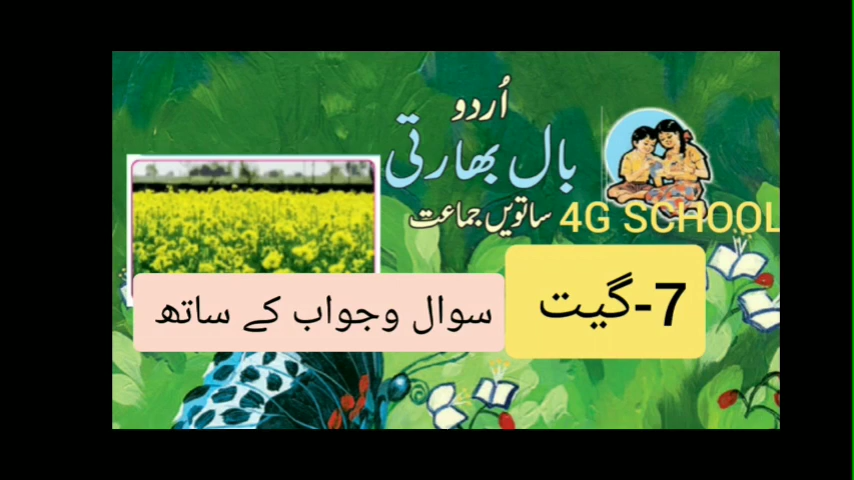 اُردو
بال بھارتی
ساتویں جماعت
4G SCHOOL
7-گیت
سوال وجواب کے ساتھ